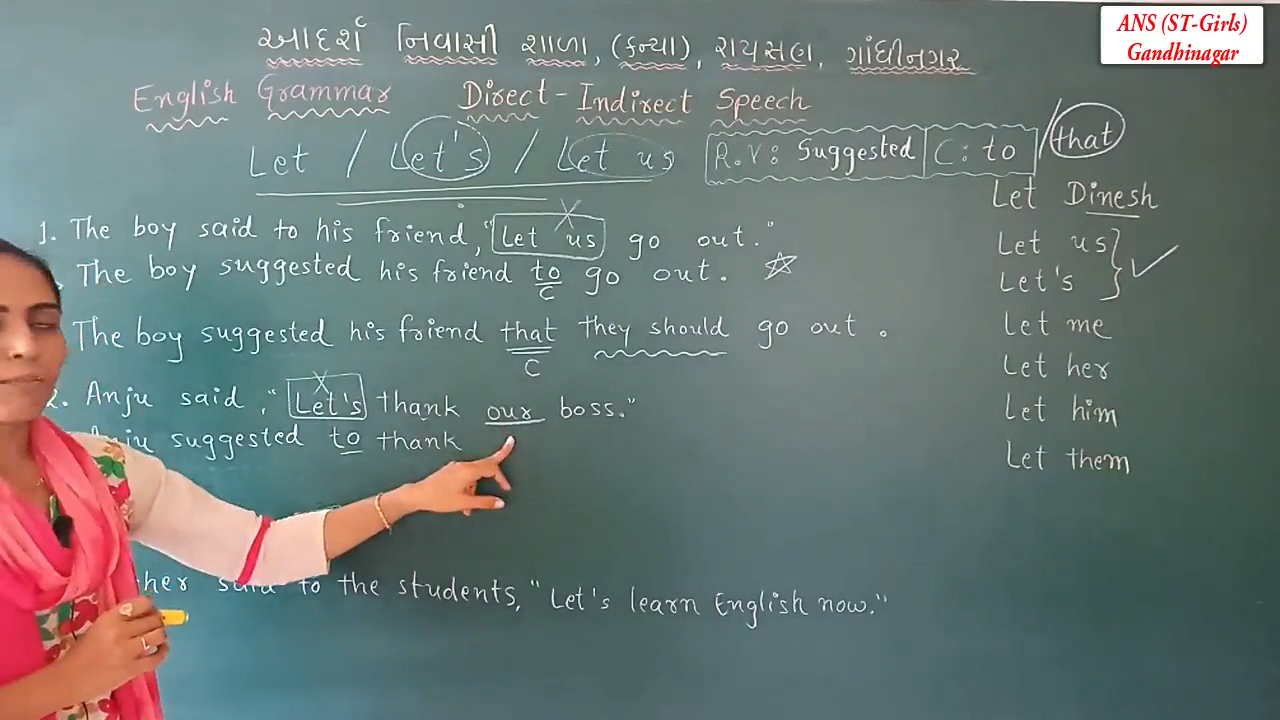 ANS (ST-Girls)
Gandhinagar
આદર્શ નિવાસી શાળા, (કન્યા), રાયસણ, ગાંધીનગર
English Grammar Direct-Indirect Speech
Let / Let's / Let us R.V: Suggested C: to / that
Let Dinesh
Let us
Let's
Let me
Let her
Let him
Let them
1. The boy said to his friend, "Let us go out."
The boy suggested his friend to go out.
C
The boy suggested his friend that they should go out.
C
2. Anju said, "Let's thank our boss."
Anju suggested to thank
said to the students, "Let's learn English now."